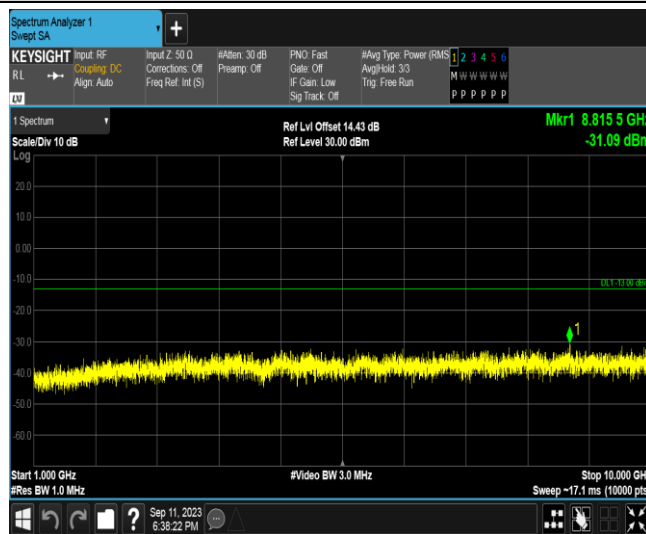 Spectrum Analyzer 1
Swept SA
+
KEYSIGHT
RL
LXI
Input: RF
Coupling: DC
Align: Auto
Input Z: 50 Ω
Corrections: Off
Freq Ref: Int (S)
#Atten: 30 dB
Preamp: Off
PNO: Fast
Gate: Off
IF Gain: Low
Sig Track: Off
#Avg Type: Power (RMS
Avg|Hold: 3/3
Trig: Free Run
1 2 3 4 5 6
M W W W W W
P P P P P P
1 Spectrum
Scale/Div 10 dB
Log
Ref Lvl Offset 14.43 dB
Ref Level 30.00 dBm
Mkr1 8.815 5 GHz
-31.09 dBm
20.0
10.0
0.00
-10.0
DL1 -13.00 dBm
-20.0
-30.0
1
-40.0
-50.0
-60.0
Start 1.000 GHz
#Res BW 1.0 MHz
#Video BW 3.0 MHz
Stop 10.000 GH
Sweep ~17.1 ms (10000 pts
?
Sep 11, 2023
6:38:22 PM